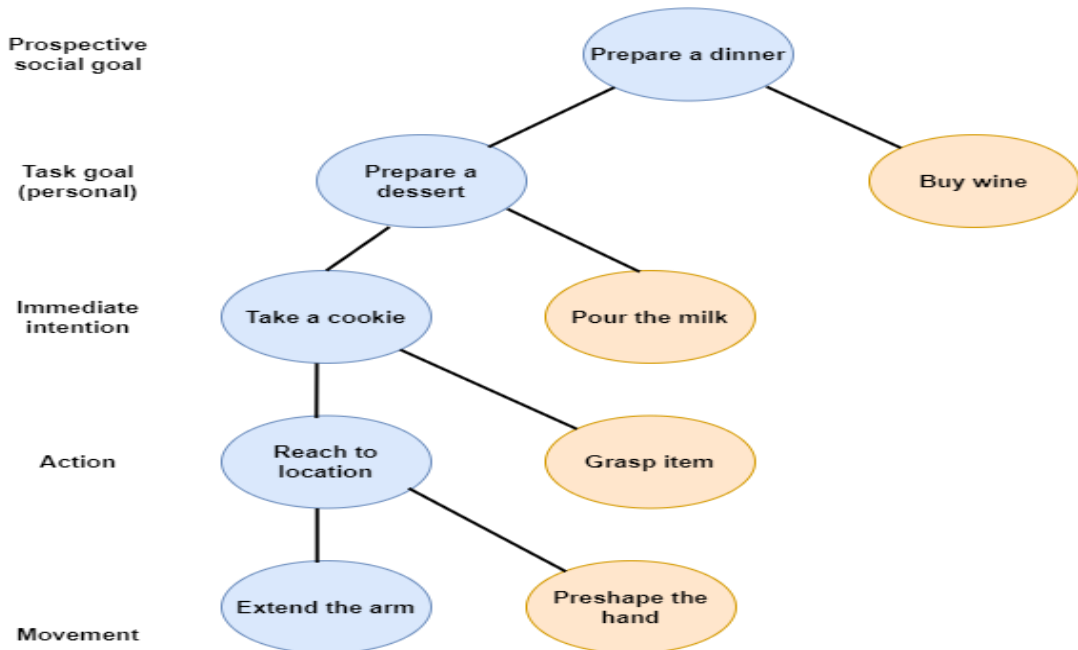 Prospective
social goal
Prepare a dinner
Task goal
(personal)
Prepare a
dessert
Buy wine
Immediate
intention
Take a cookie
Pour the milk
Action
Reach to
location
Grasp item
Movement
Extend the arm
Preshape the
hand